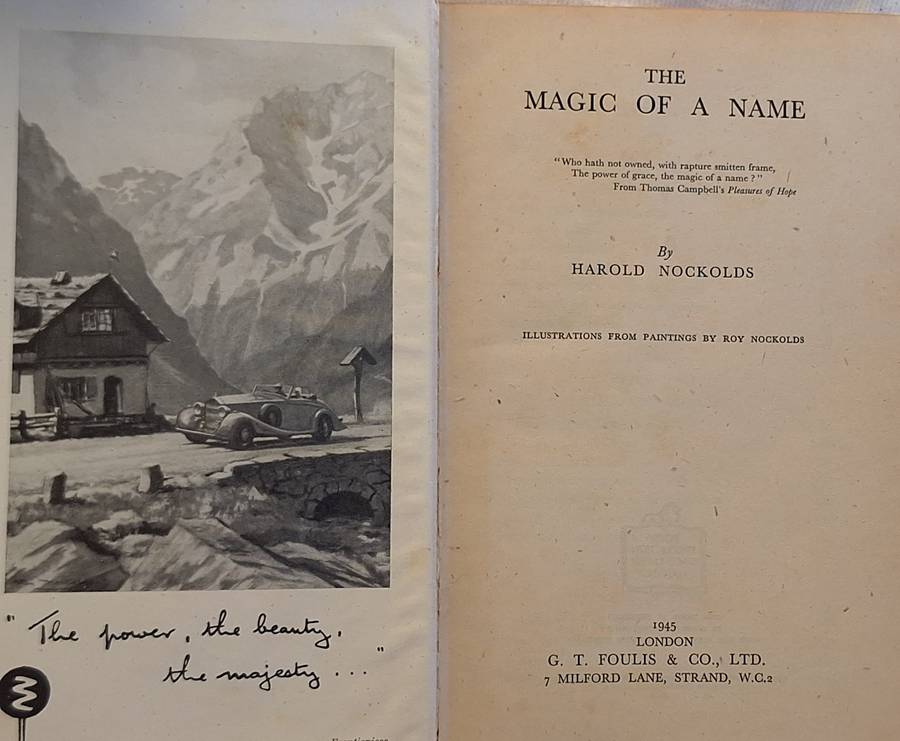 "The power, the beauty,
the majesty ..."
Frontispiece
THE
MAGIC OF A NAME
"Who hath not owned, with rapture smitten frame,
The power of grace, the magic of a name ?"
From Thomas Campbell's Pleasures of Hope
By
HAROLD NOCKOLDS
ILLUSTRATIONS FROM PAINTINGS BY ROY NOCKOLDS
1945
LONDON
G. T. FOULIS & CO., LTD.
7 MILFORD LANE, STRAND, W.C.2